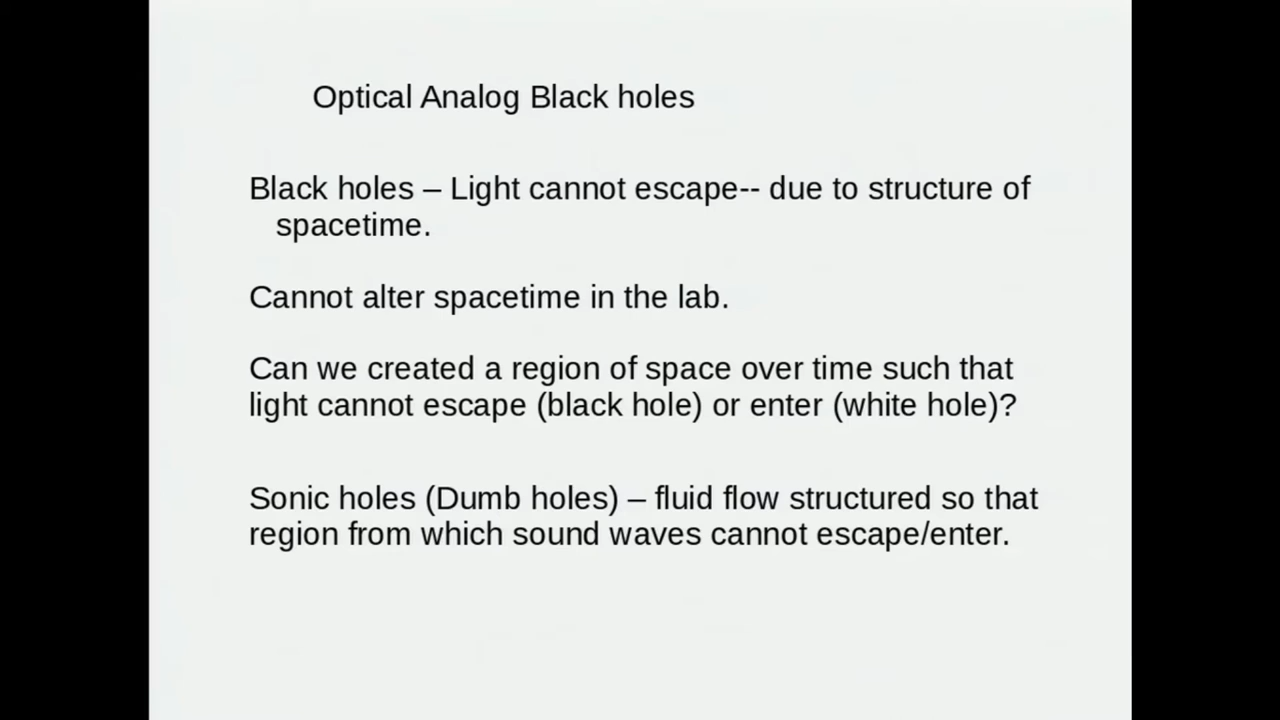 Optical Analog Black holes
Black holes – Light cannot escape-- due to structure of
spacetime.
Cannot alter spacetime in the lab.
Can we created a region of space over time such that
light cannot escape (black hole) or enter (white hole)?
Sonic holes (Dumb holes) – fluid flow structured so that
region from which sound waves cannot escape/enter.